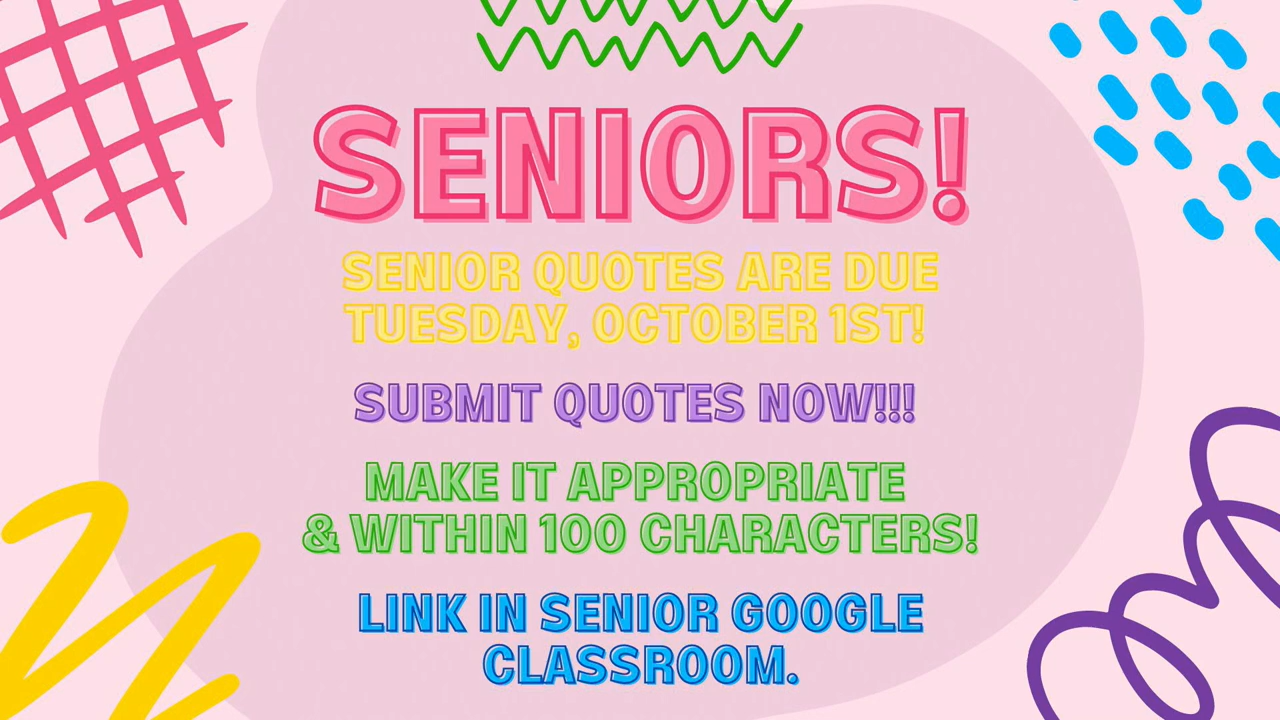 SENIORS!
SENIOR QUOTES ARE DUE
TUESDAY, OCTOBER 1ST!
SUBMIT QUOTES NOW!!!
MAKE IT APPROPRIATE
& WITHIN 100 CHARACTERS!
LINK IN SENIOR GOOGLE
CLASSROOM.